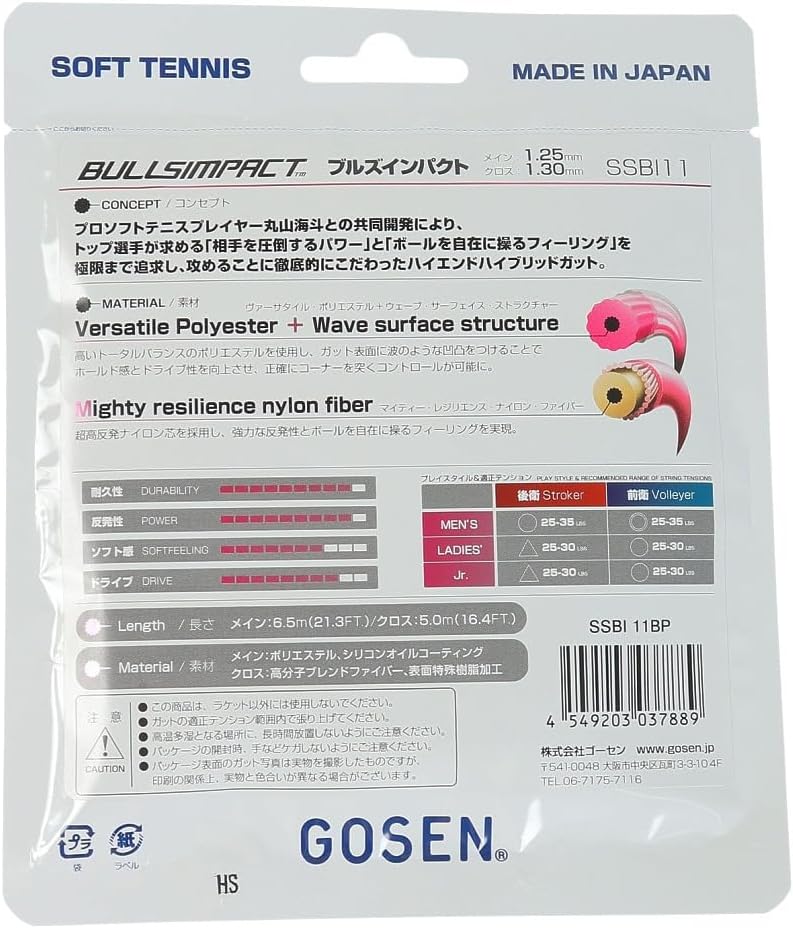 SOFT TENNIS
MADE IN JAPAN
ここからお切りください
BULLSIMPACT™ ブルズインパクト メイン 1.25mm クロス 1.30mm SSBI11
CONCEPT / コンセプト
プロソフトテニスプレイヤー丸山海斗との共同開発により、
トップ選手が求める「相手を圧倒するパワー」と「ボールを自在に操るフィーリング」を
極限まで追求し、攻めることに徹底的にこだわったハイエンドハイブリッドガット。
MATERIAL / 素材 ヴァーサタイル・ポリエステル＋ウェーブ・サーフェイス・ストラクチャー
Versatile Polyester + Wave surface structure
高いトータルバランスのポリエステルを使用し、ガット表面に波のような凹凸をつけることで
ホールド感とドライブ性を向上させ、正確にコーナーを突くコントロールが可能に。
Mighty resilience nylon fiber マイティー・レジリエンス・ナイロン・ファイバー
超高反発ナイロン芯を採用し、強力な反発性とボールを自在に操るフィーリングを実現。
耐久性 DURABILITY
反発性 POWER
ソフト感 SOFTFEELING
ドライブ DRIVE
プレイスタイル&適正テンション PLAY STYLE & RECOMMENDED RANGE OF STRING TENSIONS
後衛 Stroker 前衛 Volleyer
MEN'S ○ 25-35 LBS ◎ 25-35 LBS
LADIES' △ 25-30 LBS ○ 25-30 LBS
Jr. △ 25-30 LBS ○ 25-30 LBS
Length / 長さ メイン:6.5m(21.3FT.)/クロス:5.0m(16.4FT.)
Material / 素材 メイン:ポリエステル、シリコンオイルコーティング
クロス:高分子ブレンドファイバー、表面特殊樹脂加工
SSBI 11BP
4 549203 037889
注意
CAUTION
● この商品は、ラケット以外には使用しないでください。
● ガットの適正テンション範囲内で張り上げてください。
● 高温多湿となる場所に、長時間放置しないようにご注意ください。
● パッケージの開封時、手などケガしないようにご注意ください。
● パッケージ表面のガット写真は実物を撮影したものですが、
印刷の関係上、実物と色合いが異なる場合がございます。
株式会社ゴーセン www.gosen.jp
〒541-0048 大阪市中央区瓦町3-3-10.4F
TEL.06-7175-7116
プラ
袋
紙
ラベル
GOSEN®
HS